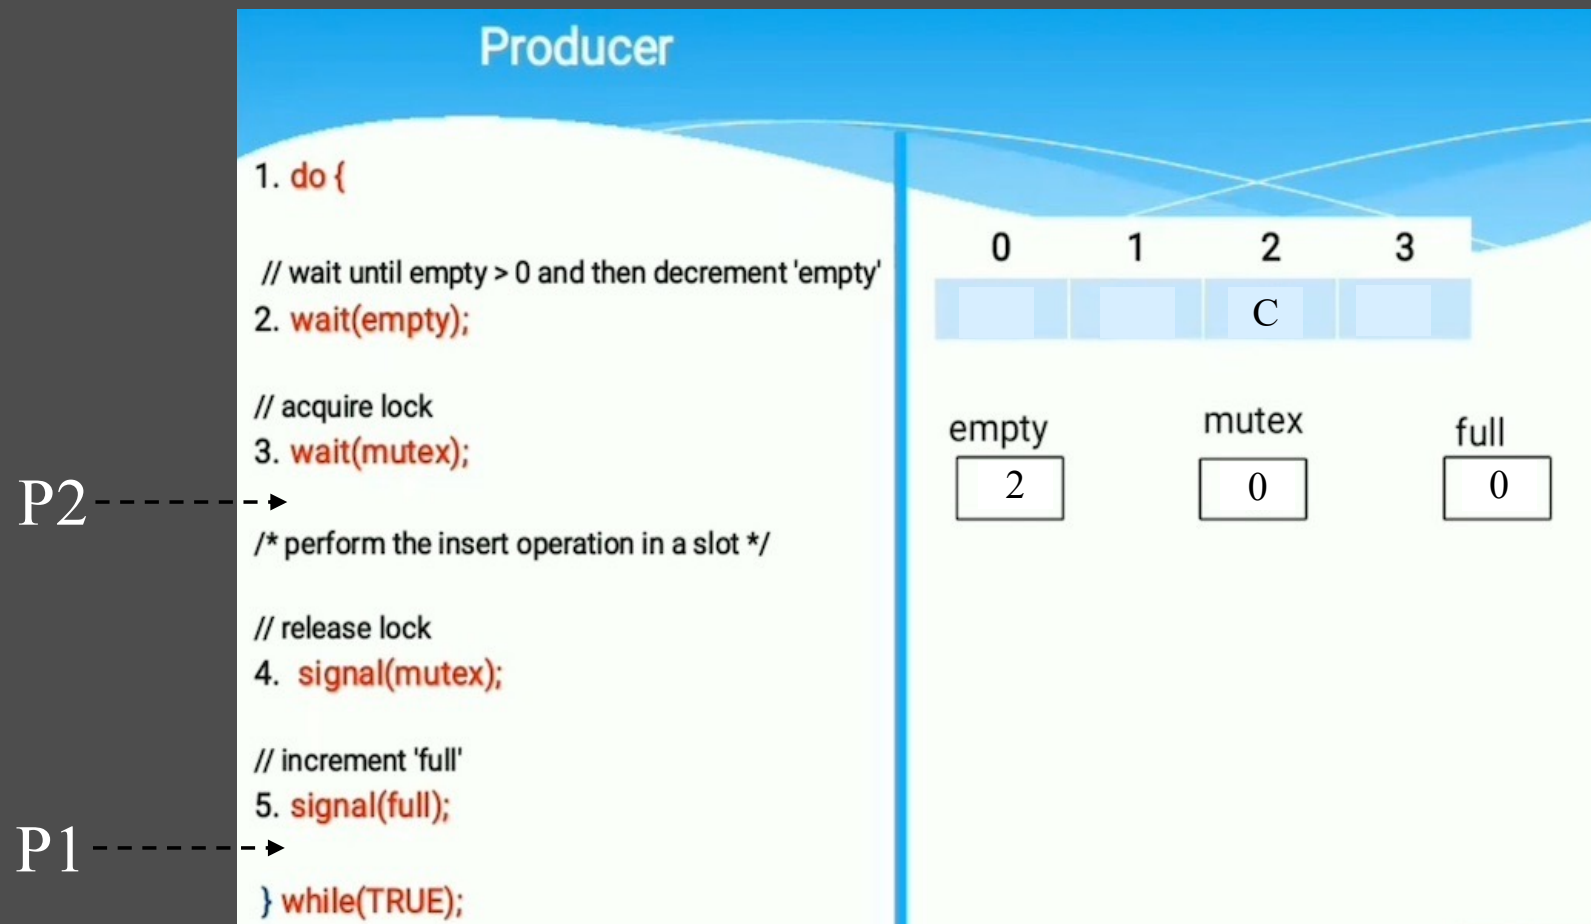 Producer
1. do {
// wait until empty > 0 and then decrement 'empty'
2. wait(empty);
// acquire lock
3. wait(mutex);
P2
/* perform the insert operation in a slot */
// release lock
4. signal(mutex);
// increment 'full'
5. signal(full);
P1
} while(TRUE);
0 1 2 3
C
empty mutex full
2 0 0